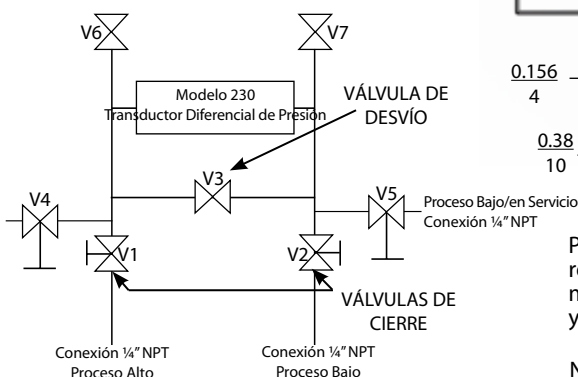 V6
V7
Modelo 230
Transductor Diferencial de Presión
VÁLVULA DE
DESVÍO
V3
V4
V5
Proceso Bajo/en Servicio
Conexión ¼" NPT
V1
V2
VÁLVULAS DE
CIERRE
Conexión ¼" NPT
Proceso Alto
Conexión ¼" NPT
Proceso Bajo
0.156
4
0.38
10
P
n
y
N